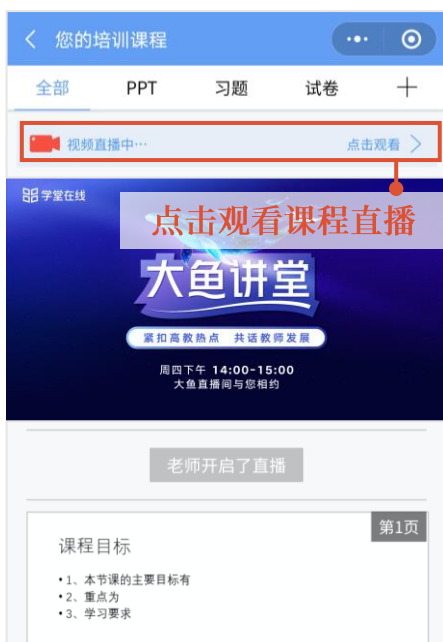 您的培训课程
全部 PPT 习题 试卷
视频直播中… 点击观看
学堂在线
点击观看课程直播
大鱼讲堂
紧扣高教热点 共话教师发展
周四下午 14:00-15:00
大鱼直播间与您相约
老师开启了直播
第1页
课程目标
•1、本节课的主要目标有
•2、重点为
•3、学习要求